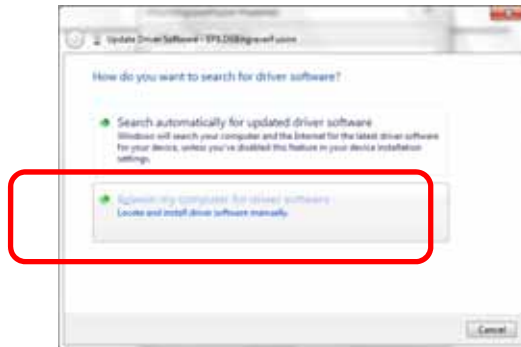 Update Driver Software -
How do you want to search for driver software?
Search automatically for updated driver software
Windows will search your computer and the Internet for the latest driver software
for your device, unless you've disabled this feature in your device installation
settings.
Browse my computer for driver software
Locate and install driver software manually.
Cancel